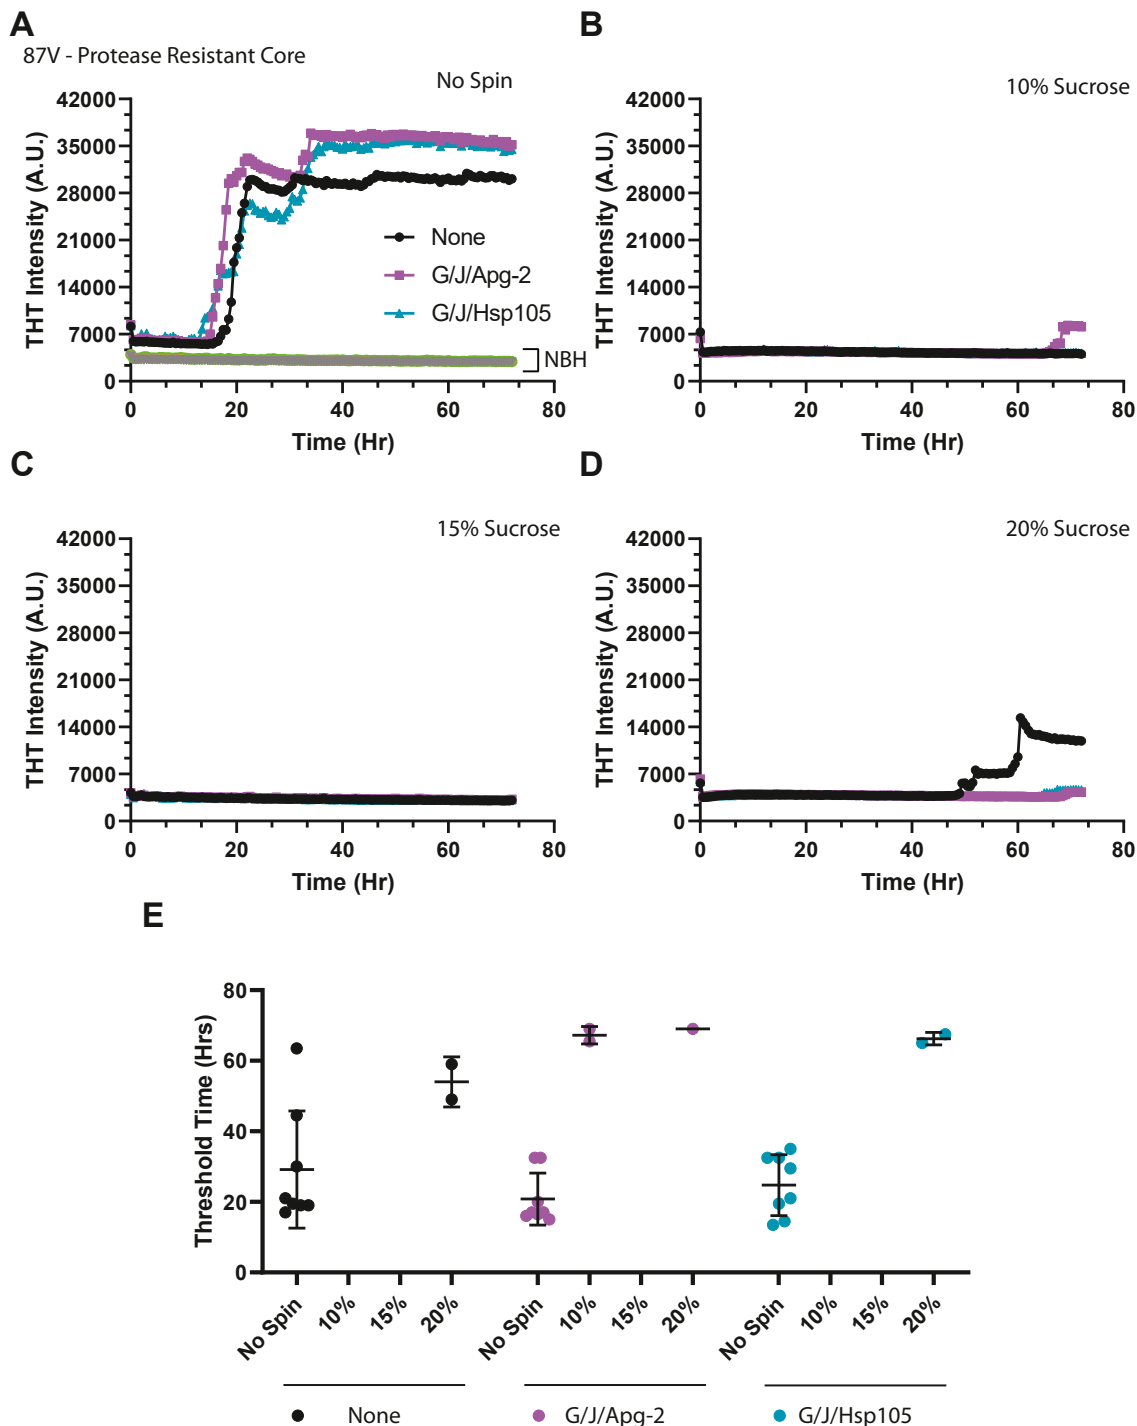 A
87V - Protease Resistant Core
No Spin
THT Intensity (A.U.)
42000
35000
28000
21000
14000
7000
0
0 20 40 60 80
Time (Hr)
None
G/J/Apg-2
G/J/Hsp105
NBH
B
10% Sucrose
THT Intensity (A.U.)
42000
35000
28000
21000
14000
7000
0
0 20 40 60 80
Time (Hr)
C
15% Sucrose
THT Intensity (A.U.)
42000
35000
28000
21000
14000
7000
0
0 20 40 60 80
Time (Hr)
D
20% Sucrose
THT Intensity (A.U.)
42000
35000
28000
21000
14000
7000
0
0 20 40 60 80
Time (Hr)
E
Threshold Time (Hrs)
80
60
40
20
0
No Spin 10% 15% 20% No Spin 10% 15% 20% No Spin 10% 15% 20%
None G/J/Apg-2 G/J/Hsp105